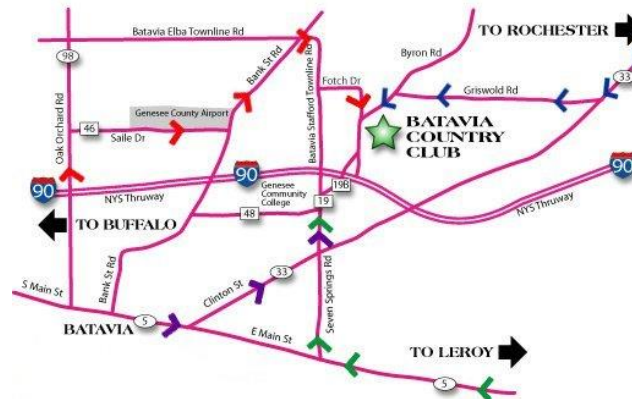 Batavia Elba Townline Rd
TO ROCHESTER
Byron Rd
98
Bank St Rd
Fotch Dr
Griswold Rd
33
Genesee County Airport
Oak Orchard Rd
46
Saile Dr
Batavia Stafford Townline Rd
BATAVIA
COUNTRY
CLUB
90
90
90
NYS Thruway
Genesee
Community
College
19B
19
48
NYS Thruway
TO BUFFALO
S Main St
Bank St Rd
Clinton St
33
Seven Springs Rd
BATAVIA
5
E Main St
TO LEROY
5